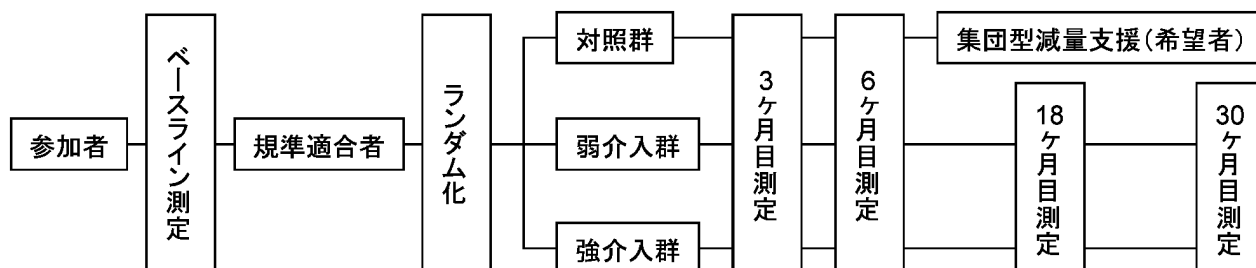 参加者
ベースライン測定
規準適合者
ランダム化
対照群
弱介入群
強介入群
3ヶ月目測定
6ヶ月目測定
集団型減量支援(希望者)
18ヶ月目測定
30ヶ月目測定